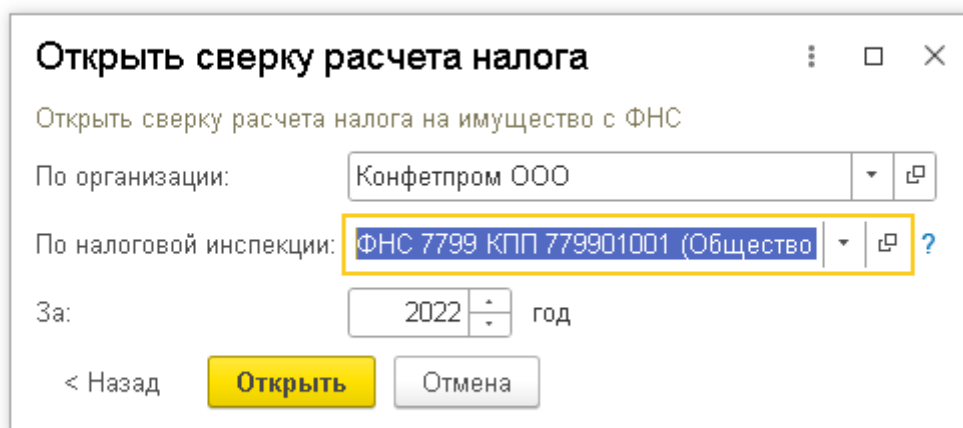 Открыть сверку расчета налога
Открыть сверку расчета налога на имущество с ФНС
По организации: Конфетпром ООО
По налоговой инспекции: ФНС 7799 КПП 779901001 (Общество ?
За: 2022 год
< Назад Открыть Отмена